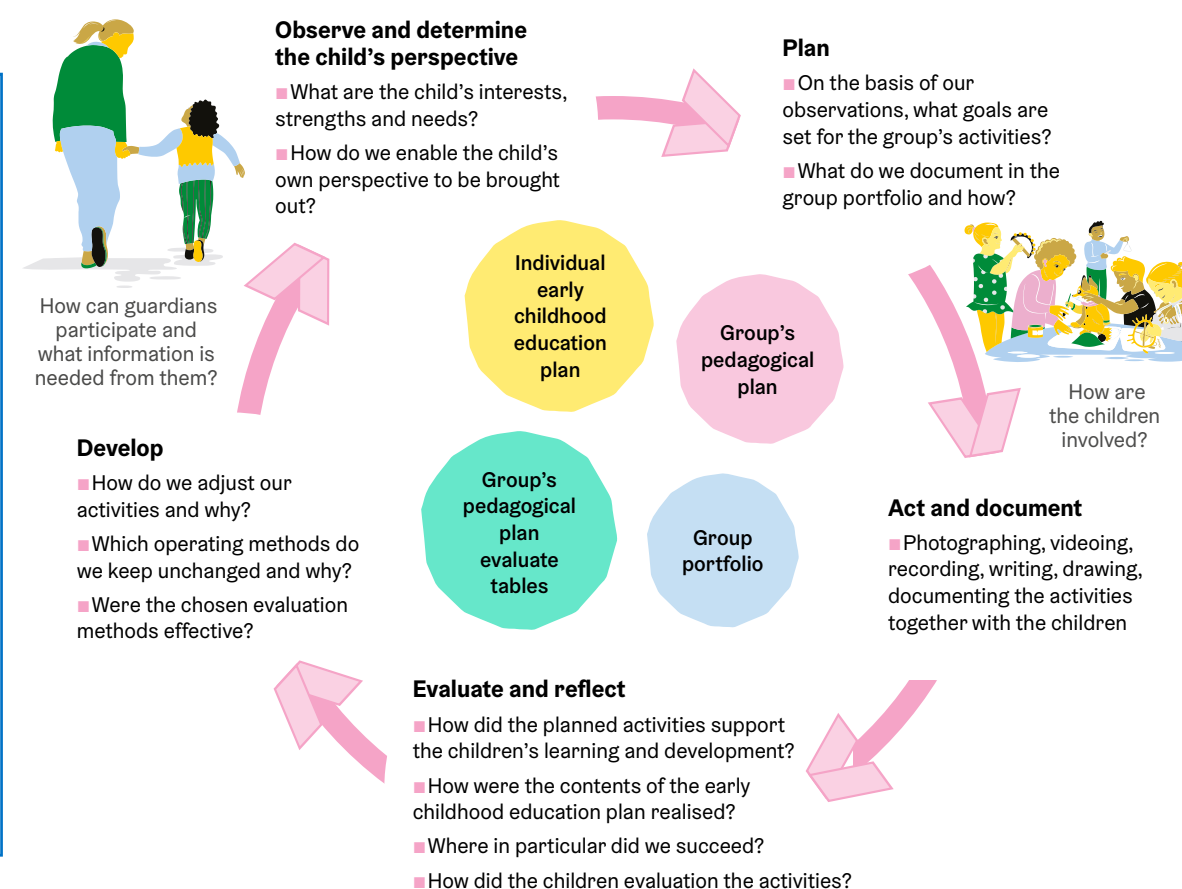 Observe and determine
the child's perspective
■What are the child's interests,
strengths and needs?
■How do we enable the child's
own perspective to be brought
out?
Plan
■On the basis of our
observations, what goals are
set for the group's activities?
■What do we document in the
group portfolio and how?
How can guardians
participate and
what information is
needed from them?
Individual
early
childhood
education
plan
Group's
pedagogical
plan
How are
the children
involved?
Develop
■How do we adjust our
activities and why?
■Which operating methods do
we keep unchanged and why?
■Were the chosen evaluation
methods effective?
Group's
pedagogical
plan
evaluate
tables
Group
portfolio
Act and document
■Photographing, videoing,
recording, writing, drawing,
documenting the activities
together with the children
Evaluate and reflect
■How did the planned activities support
the children's learning and development?
■How were the contents of the early
childhood education plan realised?
■Where in particular did we succeed?
■How did the children evaluation the activities?